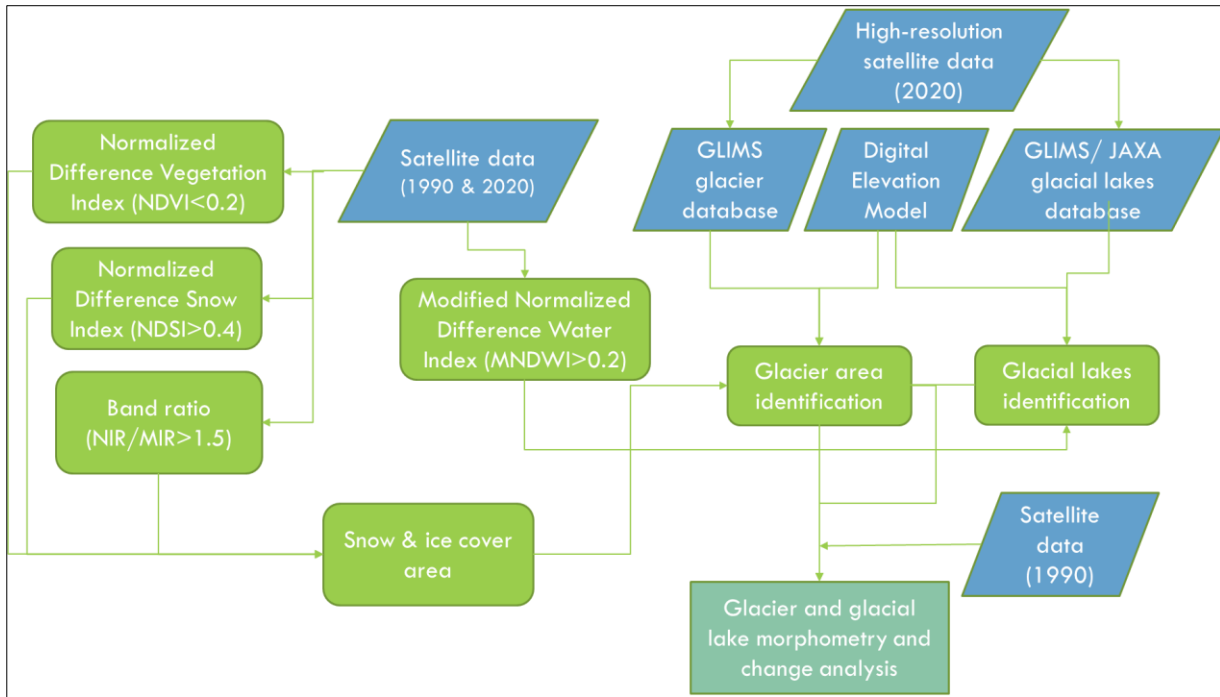 High-resolution
satellite data
(2020)
Normalized
Difference Vegetation
Index (NDVI<0.2)
Satellite data
(1990 & 2020)
GLIMS
glacier
database
Digital
Elevation
Model
GLIMS/ JAXA
glacial lakes
database
Normalized
Difference Snow
Index (NDSI>0.4)
Modified Normalized
Difference Water
Index (MNDWI>0.2)
Glacier area
identification
Glacial lakes
identification
Band ratio
(NIR/MIR>1.5)
Snow & ice cover
area
Satellite
data
(1990)
Glacier and glacial
lake morphometry and
change analysis